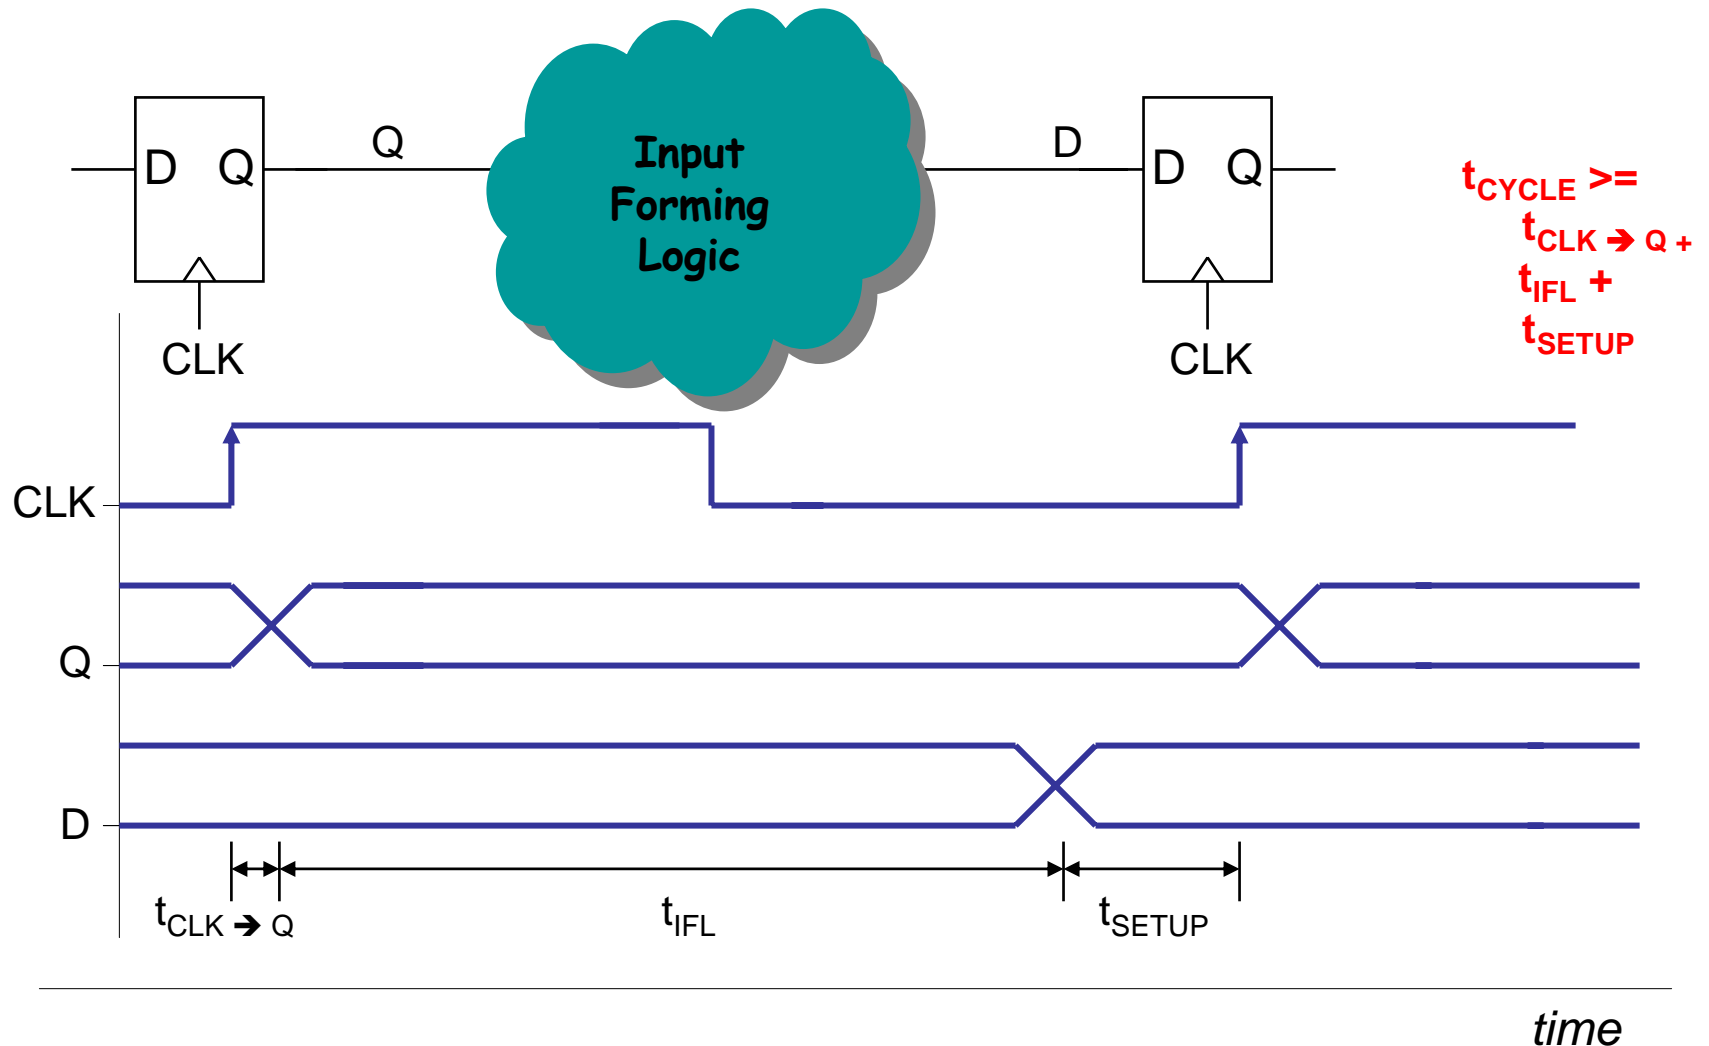 D Q
Q
Input
Forming
Logic
D
D Q
CLK
CLK
tCYCLE >=
tCLK ➔ Q +
tIFL +
tSETUP
CLK
Q
D
tCLK ➔ Q
tIFL
tSETUP
time